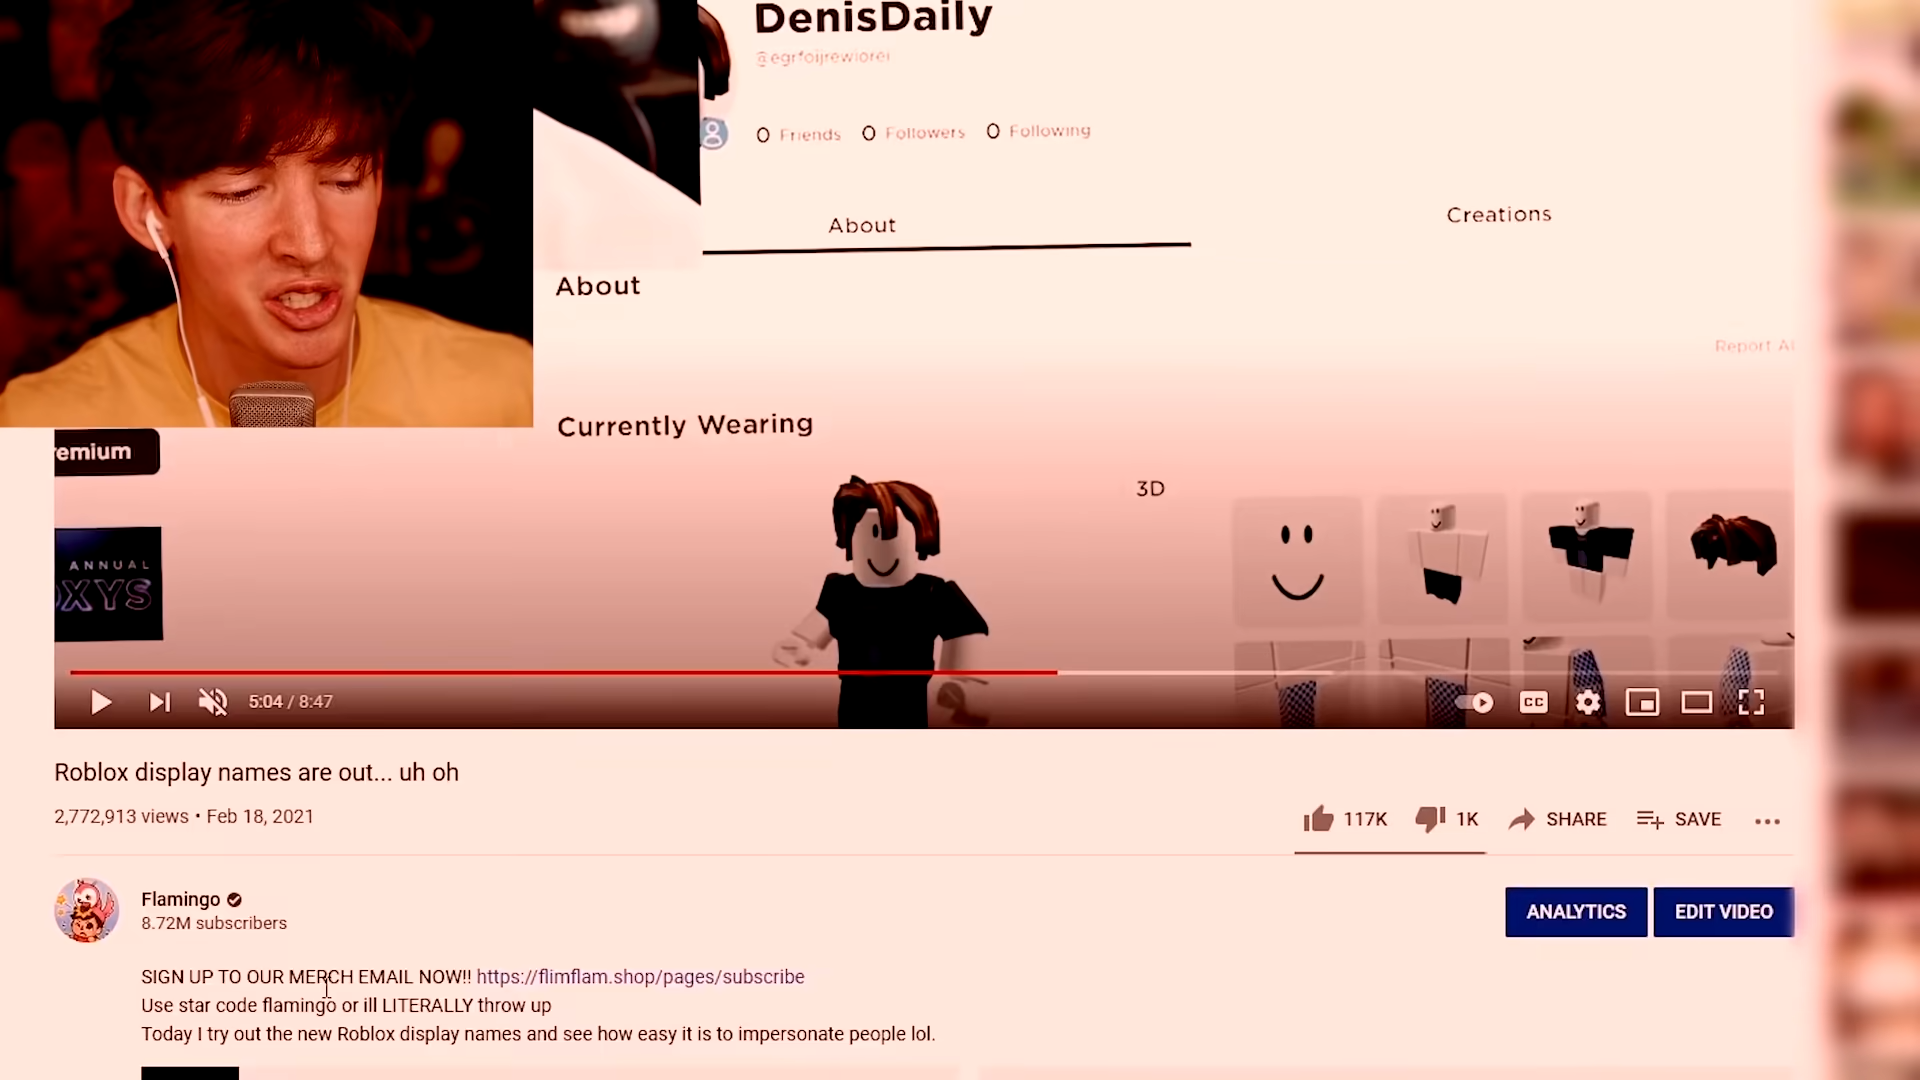 DenisDaily
@egrfoijrewiorei
0 Friends 0 Followers 0 Following
About
Creations
About
Report
Currently Wearing
emium
3D
ANNUAL
OXYS
5:04 / 8:47
CC
Roblox display names are out... uh oh
2,772,913 views • Feb 18, 2021
117K 1K SHARE SAVE
Flamingo
8.72M subscribers
ANALYTICS
EDIT VIDEO
SIGN UP TO OUR MERCH EMAIL NOW!! https://flimflam.shop/pages/subscribe
Use star code flamingo or ill LITERALLY throw up
Today I try out the new Roblox display names and see how easy it is to impersonate people lol.